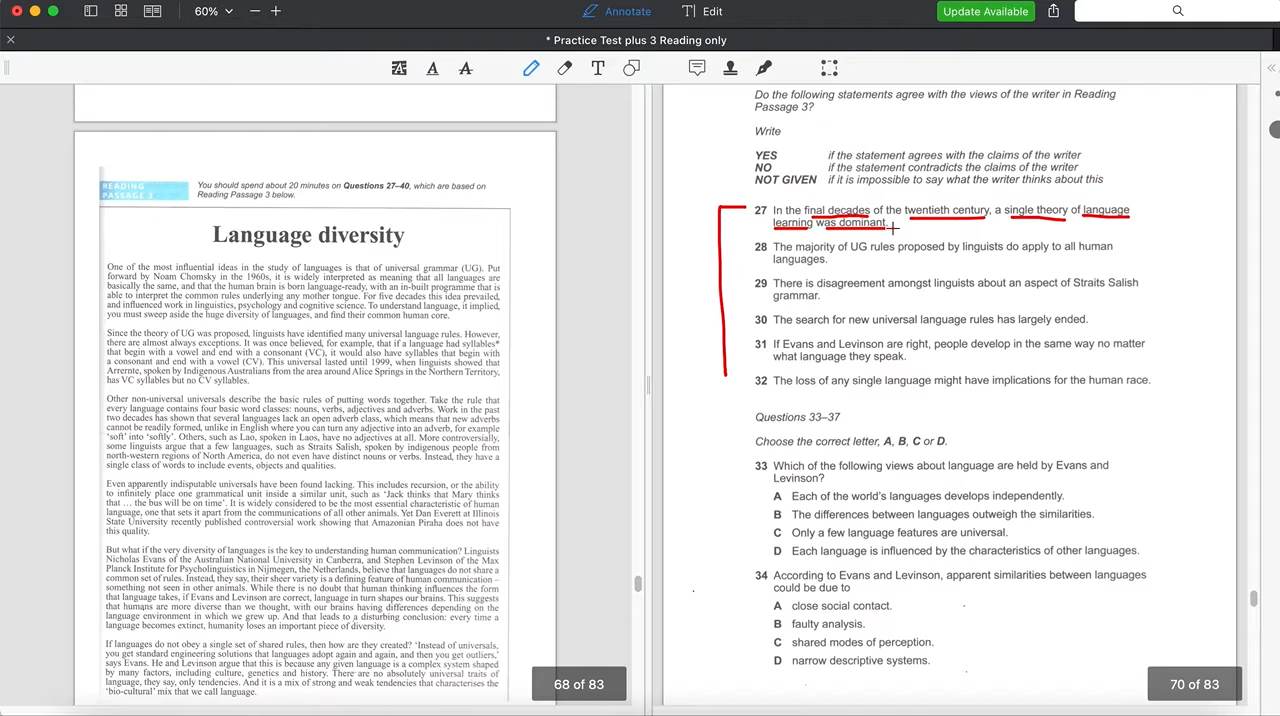 60%
Annotate
Edit
Update Available
* Practice Test plus 3 Reading only
READING
PASSAGE 3
You should spend about 20 minutes on Questions 27–40, which are based on
Reading Passage 3 below.
Language diversity
One of the most influential ideas in the study of languages is that of universal grammar (UG). Put
forward by Noam Chomsky in the 1960s, it is widely interpreted as meaning that all languages are
basically the same, and that the human brain is born language-ready, with an in-built programme that is
able to interpret the common rules underlying any mother tongue. For five decades this idea prevailed,
and influenced work in linguistics, psychology and cognitive science. To understand language, it implied,
you must sweep aside the huge diversity of languages, and find their common human core.
Since the theory of UG was proposed, linguists have identified many universal language rules. However,
there are almost always exceptions. It was once believed, for example, that if a language had syllables*
that begin with a vowel and end with a consonant (VC), it would also have syllables that begin with
a consonant and end with a vowel (CV). This universal lasted until 1999, when linguists showed that
Arrernte, spoken by Indigenous Australians from the area around Alice Springs in the Northern Territory,
has VC syllables but no CV syllables.
Other non-universal universals describe the basic rules of putting words together. Take the rule that
every language contains four basic word classes: nouns, verbs, adjectives and adverbs. Work in the past
two decades has shown that several languages lack an open adverb class, which means that new adverbs
cannot be readily formed, unlike in English where you can turn any adjective into an adverb, for example
'soft' into 'softly'. Others, such as Lao, spoken in Laos, have no adjectives at all. More controversially,
some linguists argue that a few languages, such as Straits Salish, spoken by indigenous people from
north-western regions of North America, do not even have distinct nouns or verbs. Instead, they have a
single class of words to include events, objects and qualities.
Even apparently indisputable universals have been found lacking. This includes recursion, or the ability
to infinitely place one grammatical unit inside a similar unit, such as 'Jack thinks that Mary thinks
that … the bus will be on time'. It is widely considered to be the most essential characteristic of human
language, one that sets it apart from the communications of all other animals. Yet Dan Everett at Illinois
State University recently published controversial work showing that Amazonian Piraha does not have
this quality.
But what if the very diversity of languages is the key to understanding human communication? Linguists
Nicholas Evans of the Australian National University in Canberra, and Stephen Levinson of the Max
Planck Institute for Psycholinguistics in Nijmegen, the Netherlands, believe that languages do not share a
common set of rules. Instead, they say, their sheer variety is a defining feature of human communication –
something not seen in other animals. While there is no doubt that human thinking influences the form
that language takes, if Evans and Levinson are correct, language in turn shapes our brains. This suggests
that humans are more diverse than we thought, with our brains having differences depending on the
language environment in which we grew up. And that leads to a disturbing conclusion: every time a
language becomes extinct, humanity loses an important piece of diversity.
If languages do not obey a single set of shared rules, then how are they created? 'Instead of universals,
you get standard engineering solutions that languages adopt again and again, and then you get outliers,'
says Evans. He and Levinson argue that this is because any given language is a complex system shaped
by many factors, including culture, genetics and history. There are no absolutely universal traits of
language, they say, only tendencies. And it is a mix of strong and weak tendencies that characterises the
'bio-cultural' mix that we call language.
68 of 83
Do the following statements agree with the views of the writer in Reading
Passage 3?
Write
YES if the statement agrees with the claims of the writer
NO if the statement contradicts the claims of the writer
NOT GIVEN if it is impossible to say what the writer thinks about this
27 In the final decades of the twentieth century, a single theory of language
learning was dominant.
28 The majority of UG rules proposed by linguists do apply to all human
languages.
29 There is disagreement amongst linguists about an aspect of Straits Salish
grammar.
30 The search for new universal language rules has largely ended.
31 If Evans and Levinson are right, people develop in the same way no matter
what language they speak.
32 The loss of any single language might have implications for the human race.
Questions 33–37
Choose the correct letter, A, B, C or D.
33 Which of the following views about language are held by Evans and
Levinson?
A Each of the world's languages develops independently.
B The differences between languages outweigh the similarities.
C Only a few language features are universal.
D Each language is influenced by the characteristics of other languages.
34 According to Evans and Levinson, apparent similarities between languages
could be due to
A close social contact.
B faulty analysis.
C shared modes of perception.
D narrow descriptive systems.
70 of 83